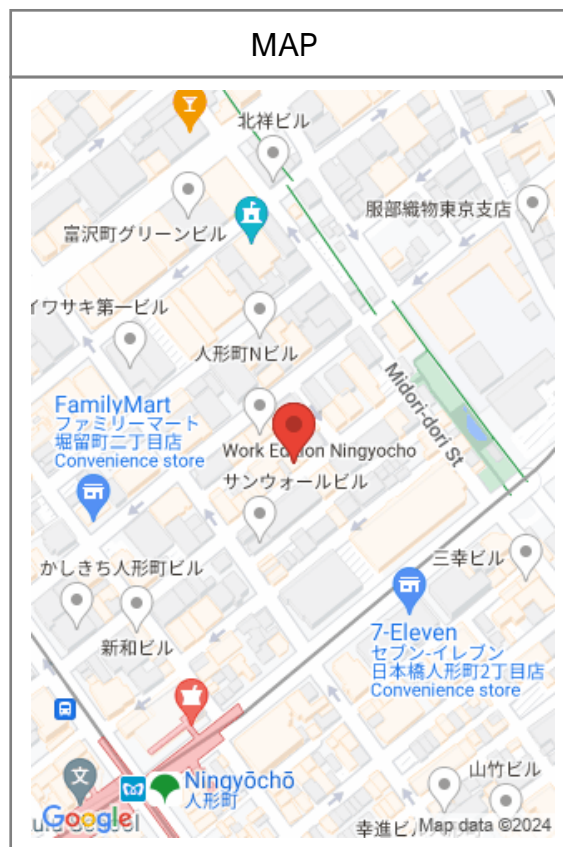 MAP
北祥ビル
服部織物東京支店
富沢町グリーンビル
イワサキ第一ビル
人形町Nビル
Midori-dori St
FamilyMart
ファミリーマート
堀留町二丁目店
Convenience store
Work Edition Ningyocho
サンウォールビル
三幸ビル
かしきち人形町ビル
7-Eleven
セブン-イレブン
日本橋人形町2丁目店
Convenience store
新和ビル
文
Ningyōchō
人形町
山竹ビル
Google
幸進ビル
Map data ©2024